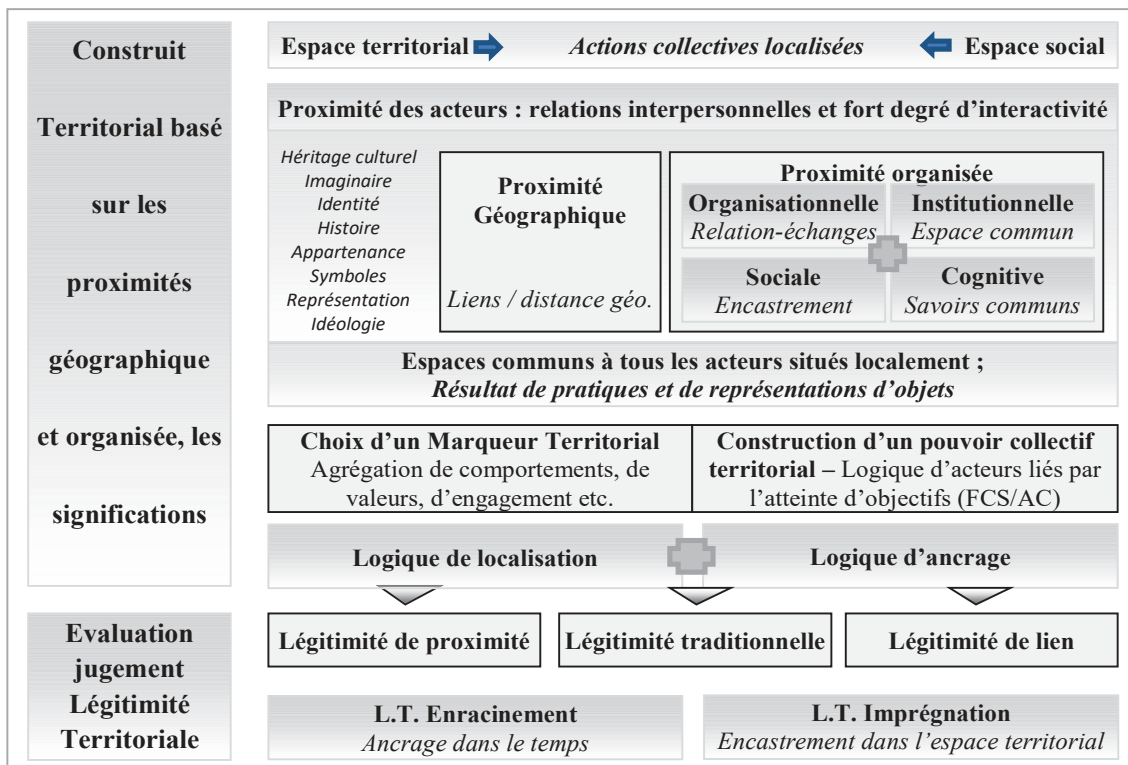 Construit
Territorial basé
sur les
proximités
géographique
et organisée, les
significations
Espace territorial Actions collectives localisées Espace social
Proximité des acteurs : relations interpersonnelles et fort degré d’interactivité
Héritage culturel
Imaginaire
Identité
Histoire
Appartenance
Symboles
Représentation
Idéologie
Proximité
Géographique
Liens / distance géo.
Proximité organisée
Organisationnelle
Relation-échanges
Institutionnelle
Espace commun
Sociale
Encastrement
Cognitive
Savoirs communs
Espaces communs à tous les acteurs situés localement ;
Résultat de pratiques et de représentations d’objets
Choix d’un Marqueur Territorial
Agrégation de comportements, de
valeurs, d’engagement etc.
Construction d’un pouvoir collectif
territorial – Logique d’acteurs liés par
l’atteinte d’objectifs (FCS/AC)
Logique de localisation
Logique d’ancrage
Evaluation
jugement
Légitimité
Territoriale
Légitimité de proximité
Légitimité traditionnelle
Légitimité de lien
L.T. Enracinement
Ancrage dans le temps
L.T. Imprégnation
Encastrement dans l’espace territorial